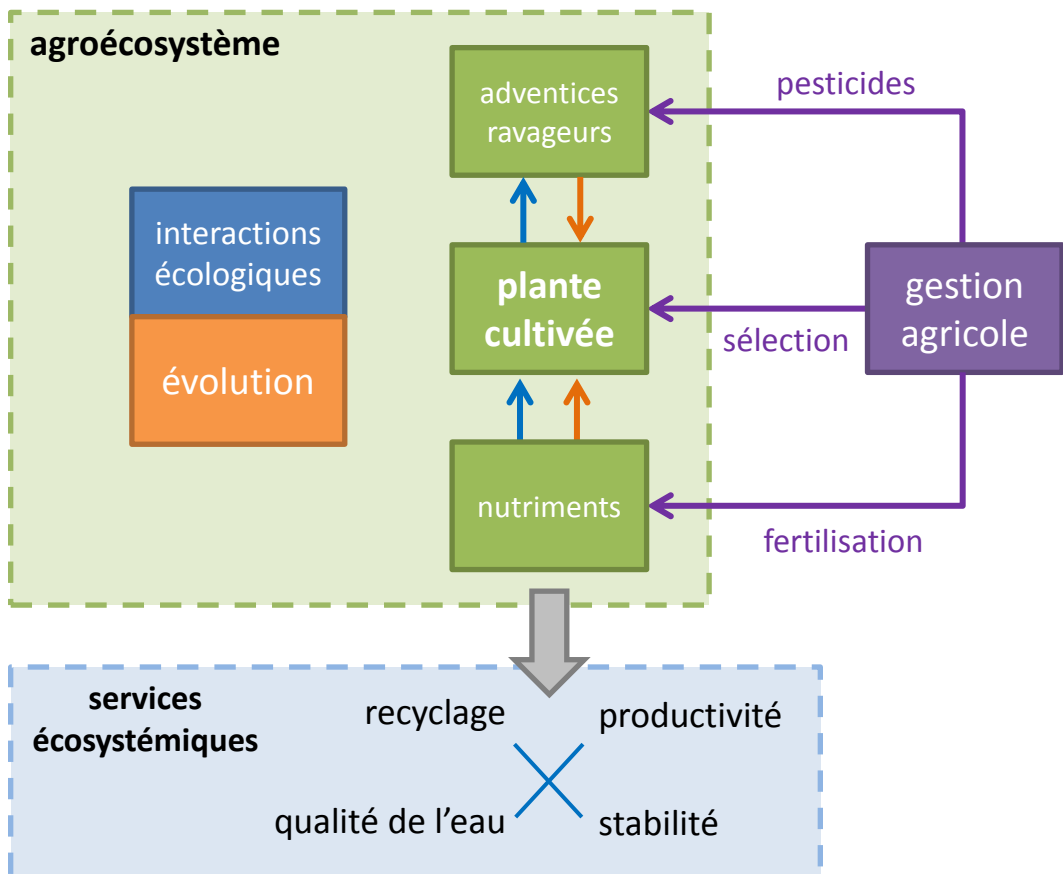 agroécosystème
adventices
ravageurs
pesticides
interactions
écologiques
évolution
plante
cultivée
sélection
gestion
agricole
nutriments
fertilisation
services
écosystémiques
recyclage
productivité
qualité de l’eau
stabilité